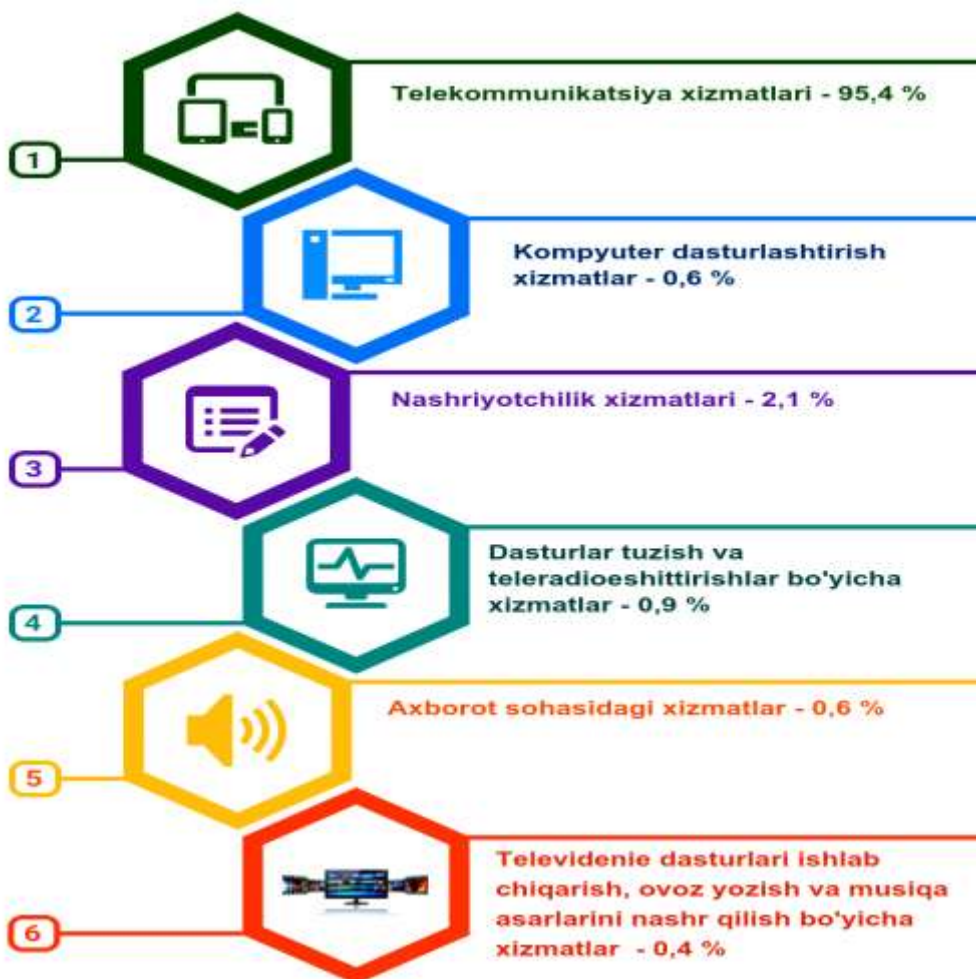 Telekommunikatsiya xizmatlari - 95,4 %
1
Kompyuter dasturlashtirish
xizmatlar - 0,6 %
2
Nashriyotchilik xizmatlari - 2,1 %
3
Dasturlar tuzish va
teleradioeshittirishlar bo'yicha
xizmatlar - 0,9 %
4
Axborot sohasidagi xizmatlar - 0,6 %
5
Televidenie dasturlari ishlab
chiqarish, ovoz yozish va musiqa
asarlarini nashr qilish bo'yicha
xizmatlar - 0,4 %
6